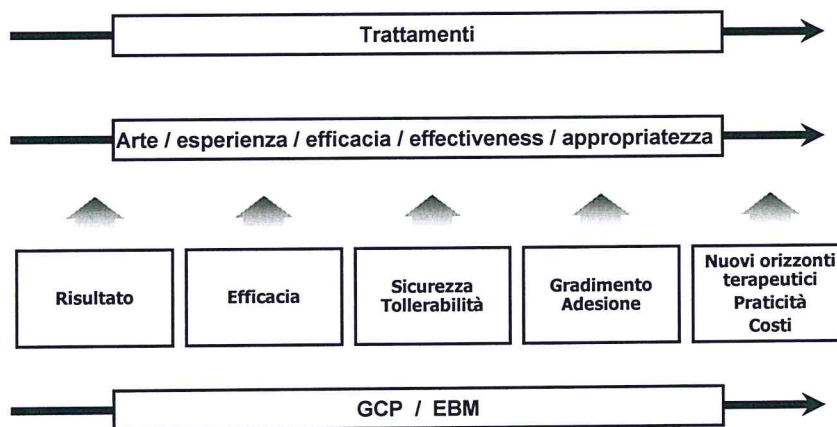 Trattamenti
Arte / esperienza / efficacia / effectiveness / appropriatezza
Risultato
Efficacia
Sicurezza
Tollerabilità
Gradimento
Adesione
Nuovi orizzonti
terapeutici
Praticità
Costi
GCP / EBM